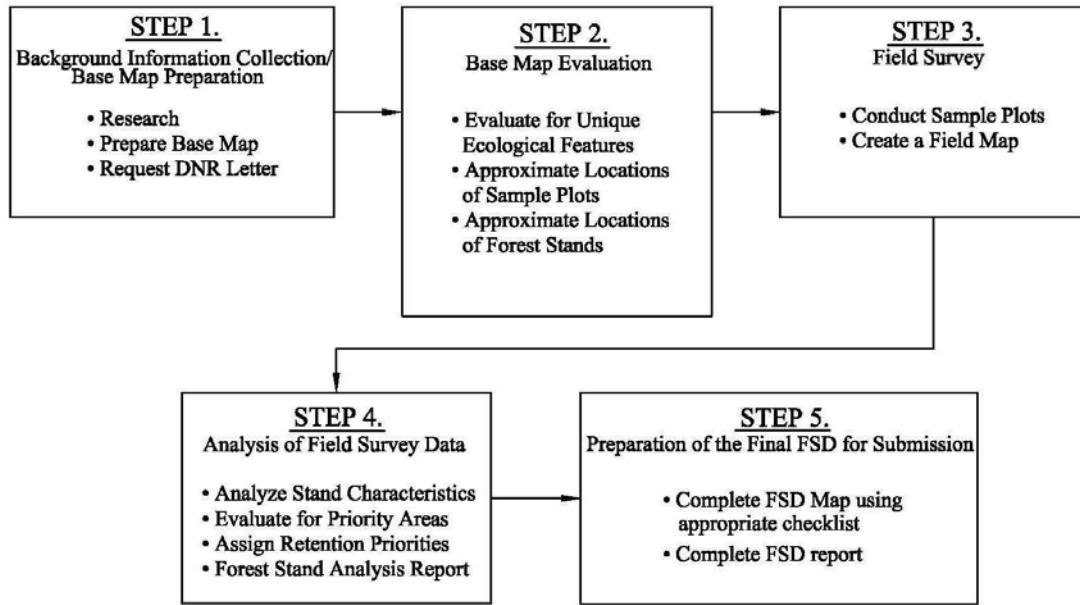 STEP 1.
Background Information Collection/
Base Map Preparation
• Research
• Prepare Base Map
• Request DNR Letter
STEP 2.
Base Map Evaluation
• Evaluate for Unique
Ecological Features
• Approximate Locations
of Sample Plots
• Approximate Locations
of Forest Stands
STEP 3.
Field Survey
• Conduct Sample Plots
• Create a Field Map
STEP 4.
Analysis of Field Survey Data
• Analyze Stand Characteristics
• Evaluate for Priority Areas
• Assign Retention Priorities
• Forest Stand Analysis Report
STEP 5.
Preparation of the Final FSD for Submission
• Complete FSD Map using
appropriate checklist
• Complete FSD report